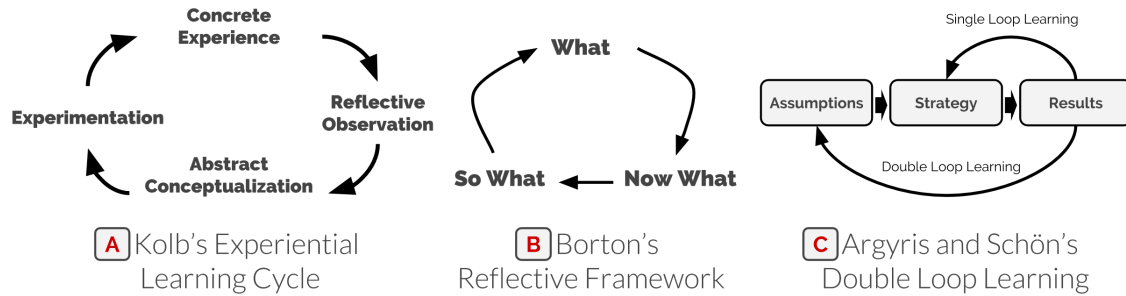 Concrete
Experience
Reflective
Observation
Abstract
Conceptualization
Experimentation
A Kolb's Experiential
Learning Cycle
What
Now What
So What
B Borton's
Reflective Framework
Single Loop Learning
Assumptions
Strategy
Results
Double Loop Learning
C Argyris and Schön's
Double Loop Learning